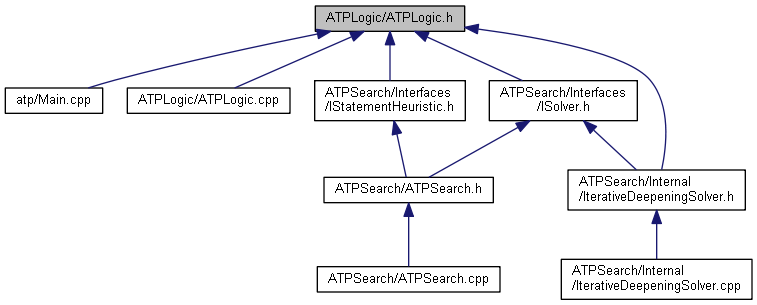 ATPLogic/ATPLogic.h
atp/Main.cpp
ATPLogic/ATPLogic.cpp
ATPSearch/Interfaces
/IStatementHeuristic.h
ATPSearch/Interfaces
/ISolver.h
ATPSearch/ATPSearch.h
ATPSearch/Internal
/IterativeDeepeningSolver.h
ATPSearch/ATPSearch.cpp
ATPSearch/Internal
/IterativeDeepeningSolver.cpp